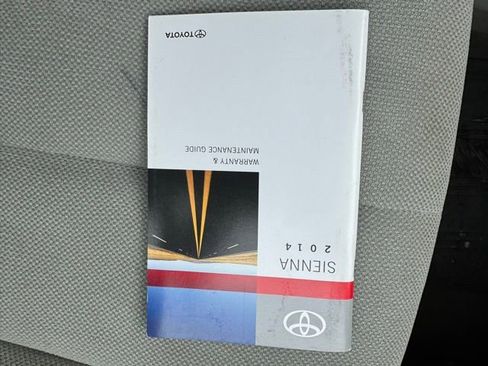 SIENNA
2014
WARRANTY &
MAINTENANCE GUIDE
TOYOTA